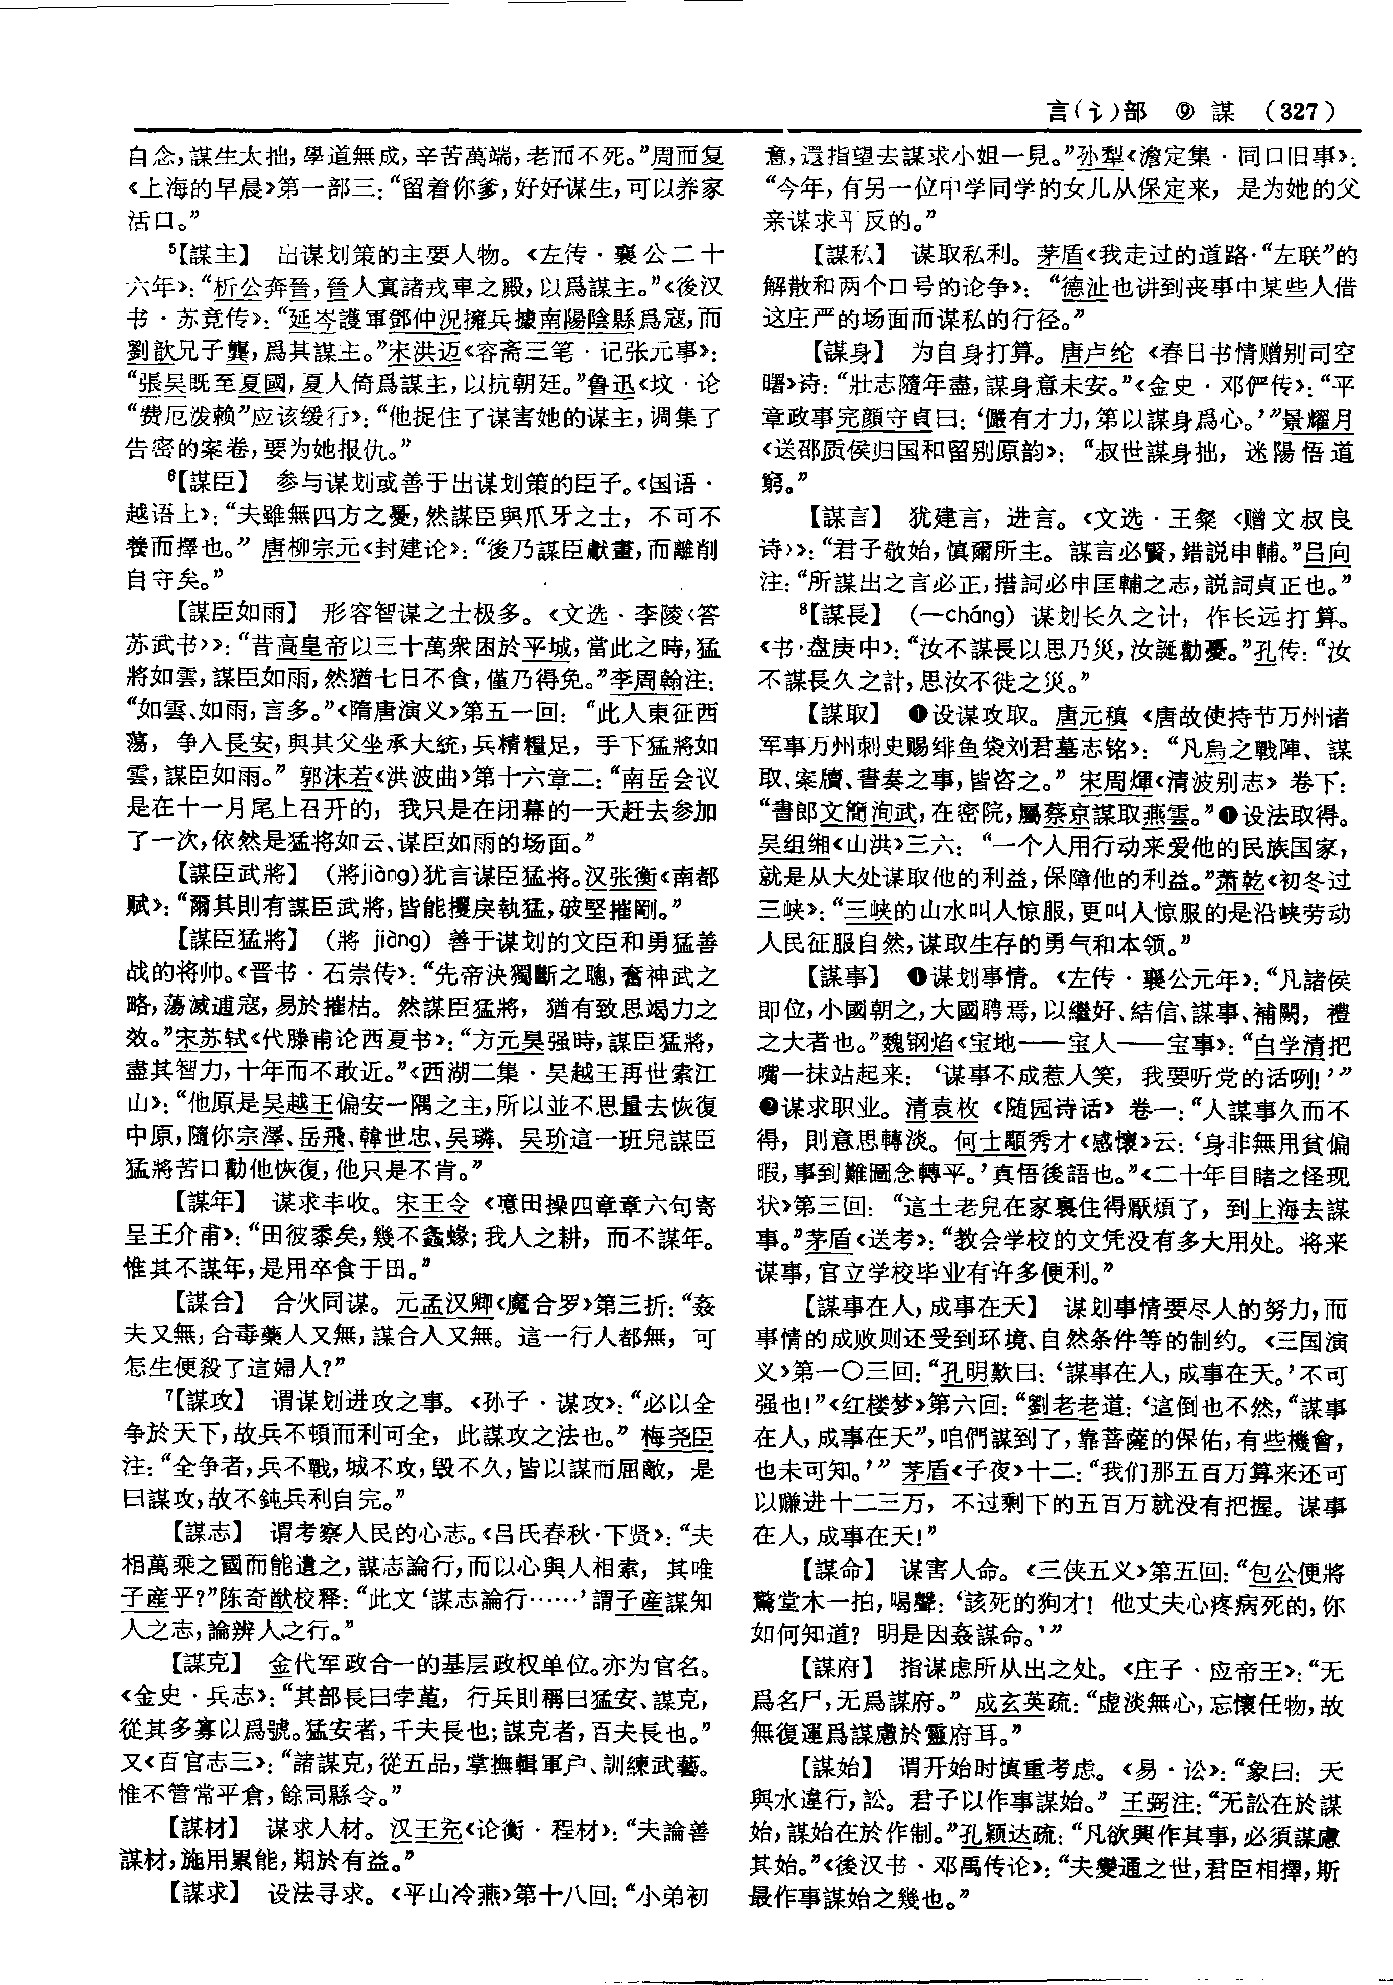 言(讠)部 ⑨ 謀 (327)
自念,謀生太拙,學道無成,辛苦萬端,老而不死。”周而复
《上海的早晨》第一部三:“留着你爹,好好谋生,可以养家
活口。”
⁵【謀主】 出谋划策的主要人物。《左传·襄公二十
六年》:“析公奔晉,晉人寘諸戎車之殿,以爲謀主。”《後汉
书·苏竟传》:“延岑護軍鄧仲況擁兵據南陽陰縣爲寇,而
劉歆兄子龔,爲其謀主。”宋洪迈《容斋三笔·记张元事》:
“張吴既至夏國,夏人倚爲謀主,以抗朝廷。”鲁迅《坟·论
“费厄泼赖”应该缓行》:“他捉住了谋害她的谋主,调集了
告密的案卷,要为她报仇。”
⁶【謀臣】 参与谋划或善于出谋划策的臣子。《国语·
越语上》:“夫雖無四方之憂,然謀臣與爪牙之士,不可不
養而擇也。”唐柳宗元《封建论》:“後乃謀臣獻畫,而離削
自守矣。”
【謀臣如雨】 形容智谋之士极多。《文选·李陵〈答
苏武书〉》:“昔高皇帝以三十萬衆困於平城,當此之時,猛
將如雲,謀臣如雨,然猶七日不食,僅乃得免。”李周翰注:
“如雲、如雨,言多。”《隋唐演义》第五一回:“此人東征西
蕩,争入長安,與其父坐承大統,兵精糧足,手下猛將如
雲,謀臣如雨。”郭沫若《洪波曲》第十六章二:“南岳会议
是在十一月尾上召开的,我只是在闭幕的一天赶去参加
了一次,依然是猛将如云、谋臣如雨的场面。”
【謀臣武將】 (將jiàng)犹言谋臣猛将。汉张衡《南都
赋》:“爾其則有謀臣武將,皆能攫戾執猛,破堅摧剛。”
【謀臣猛將】 (將 jiàng) 善于谋划的文臣和勇猛善
战的将帅。《晋书·石崇传》:“先帝決獨斷之聰,奮神武之
略,蕩滅逋寇,易於摧枯。然謀臣猛將,猶有致思竭力之
效。”宋苏轼《代滕甫论西夏书》:“方元昊强時,謀臣猛將,
盡其智力,十年而不敢近。”《西湖二集·吴越王再世索江
山》:“他原是吴越王偏安一隅之主,所以並不思量去恢復
中原,隨你宗澤、岳飛、韓世忠、吴璘、吴玠這一班兒謀臣
猛將苦口勸他恢復,他只是不肯。”
【謀年】 谋求丰收。宋王令《噫田操四章章六句寄
呈王介甫》:“田彼黍矣,幾不螽蝝;我人之耕,而不謀年。
惟其不謀年,是用卒食于田。”
【謀合】 合伙同谋。元孟汉卿《魔合罗》第三折:“姦
夫又無,合毒藥人又無,謀合人又無。這一行人都無,可
怎生便殺了這婦人?”
⁷【謀攻】 谓谋划进攻之事。《孙子·谋攻》:“必以全
争於天下,故兵不頓而利可全,此謀攻之法也。”梅尧臣
注:“全争者,兵不戰,城不攻,毁不久,皆以謀而屈敵,是
曰謀攻,故不鈍兵利自完。”
【謀志】 谓考察人民的心志。《吕氏春秋·下贤》:“夫
相萬乘之國而能遺之,謀志論行,而以心與人相索,其唯
子産乎?”陈奇猷校释:“此文‘謀志論行……’謂子産謀知
人之志,論辨人之行。”
【謀克】 金代军政合一的基层政权单位。亦为官名。
《金史·兵志》:“其部長曰孛堇,行兵則稱曰猛安、謀克,
從其多寡以爲號。猛安者,千夫長也;謀克者,百夫長也。”
又《百官志三》:“諸謀克,從五品,掌撫輯軍户、訓練武藝。
惟不管常平倉,餘同縣令。”
【謀材】 谋求人材。汉王充《论衡·程材》:“夫論善
謀材,施用累能,期於有益。”
【謀求】 设法寻求。《平山冷燕》第十八回:“小弟初
意,還指望去謀求小姐一見。”孙犁《澹定集·同口旧事》:
“今年,有另一位中学同学的女儿从保定来,是为她的父
亲谋求平反的。”
【謀私】 谋取私利。茅盾《我走过的道路·“左联”的
解散和两个口号的论争》:“德沚也讲到丧事中某些人借
这庄严的场面而谋私的行径。”
【謀身】 为自身打算。唐卢纶《春日书情赠别司空
曙》诗:“壯志隨年盡,謀身意未安。”《金史·邓俨传》:“平
章政事完顔守貞曰:‘儼有才力,第以謀身爲心。’”景耀月
《送邵质侯归国和留别原韵》:“叔世謀身拙,迷陽悟道
窮。”
【謀言】 犹建言,进言。《文选·王粲〈赠文叔良
诗〉》:“君子敬始,慎爾所主。謀言必賢,錯説申輔。”吕向
注:“所謀出之言必正,措詞必申匡輔之志,説詞貞正也。”
⁸【謀長】 (—cháng) 谋划长久之计,作长远打算。
《书·盘庚中》:“汝不謀長以思乃災,汝誕勸憂。”孔传:“汝
不謀長久之計,思汝不徙之災。”
【謀取】 ❶设谋攻取。唐元稹《唐故使持节万州诸
军事万州刺史赐绯鱼袋刘君墓志铭》:“凡烏之戰陣、謀
取、案牘、書奏之事,皆咨之。”宋周煇《清波别志》卷下:
“書郎文簡洵武,在密院,屬蔡京謀取燕雲。”❶设法取得。
吴组缃《山洪》三六:“一个人用行动来爱他的民族国家,
就是从大处谋取他的利益,保障他的利益。”萧乾《初冬过
三峡》:“三峡的山水叫人惊服,更叫人惊服的是沿峡劳动
人民征服自然,谋取生存的勇气和本领。”
【謀事】 ❶谋划事情。《左传·襄公元年》:“凡諸侯
即位,小國朝之,大國聘焉,以繼好、結信、謀事、補闕,禮
之大者也。”魏钢焰《宝地——宝人——宝事》:“白学清把
嘴一抹站起来:‘谋事不成惹人笑,我要听党的话咧!’”
❷谋求职业。清袁枚《随园诗话》卷一:“人謀事久而不
得,則意思轉淡。何士顒秀才《感懷》云:‘身非無用貧偏
暇,事到難圖念轉平。’真悟後語也。”《二十年目睹之怪现
状》第三回:“這土老兒在家裏住得厭煩了,到上海去謀
事。”茅盾《送考》:“教会学校的文凭没有多大用处。将来
谋事,官立学校毕业有许多便利。”
【謀事在人,成事在天】 谋划事情要尽人的努力,而
事情的成败则还受到环境、自然条件等的制约。《三国演
义》第一〇三回:“孔明歎曰:‘謀事在人,成事在天。’不可
强也!”《红楼梦》第六回:“劉老老道:‘這倒也不然,“謀事
在人,成事在天”,咱們謀到了,靠菩薩的保佑,有些機會,
也未可知。’”茅盾《子夜》十二:“我们那五百万算来还可
以赚进十二三万,不过剩下的五百万就没有把握。谋事
在人,成事在天!”
【謀命】 谋害人命。《三侠五义》第五回:“包公便將
驚堂木一拍,喝聲:‘該死的狗才!他丈夫心疼病死的,你
如何知道?明是因姦謀命。’”
【謀府】 指谋虑所从出之处。《庄子·应帝王》:“无
爲名尸,无爲謀府。”成玄英疏:“虚淡無心,忘懷任物,故
無復運爲謀慮於靈府耳。”
【謀始】 谓开始时慎重考虑。《易·讼》:“象曰:天
與水違行,訟。君子以作事謀始。”王弼注:“无訟在於謀
始,謀始在於作制。”孔颖达疏:“凡欲興作其事,必須謀慮
其始。”《後汉书·邓禹传论》:“夫變通之世,君臣相擇,斯
最作事謀始之幾也。”